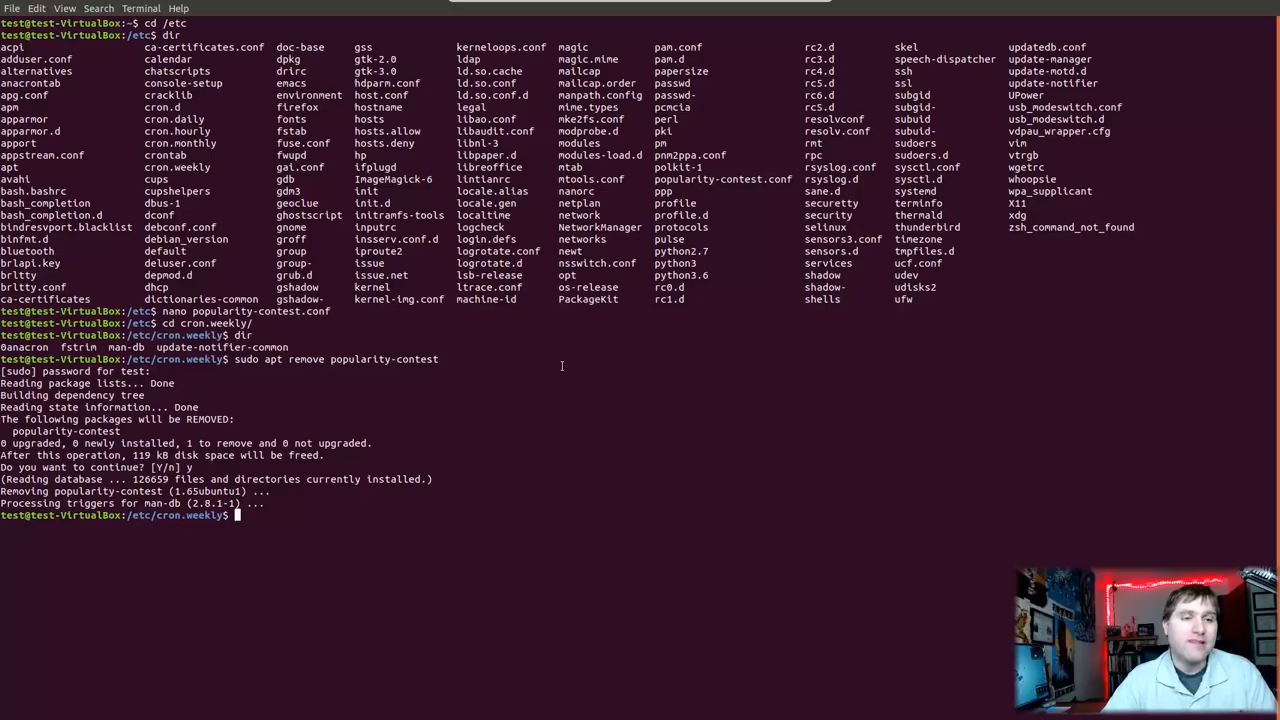 File Edit View Search Terminal Help
test@test-VirtualBox:~$ cd /etc
test@test-VirtualBox:/etc$ dir
acpi ca-certificates.conf doc-base gss kerneloops.conf magic pam.conf rc2.d skel updatedb.conf
adduser.conf calendar dpkg gtk-2.0 ldap magic.mime pam.d rc3.d speech-dispatcher update-manager
alternatives chatscripts drirc gtk-3.0 ld.so.cache mailcap papersize rc4.d ssh update-motd.d
anacrontab console-setup emacs hdparm.conf ld.so.conf mailcap.order passwd rc5.d ssl update-notifier
apg.conf cracklib environment host.conf ld.so.conf.d manpath.config passwd- rc6.d subgid UPower
apm cron.d firefox hostname legal mime.types pcmcia rcS.d subgid- usb_modeswitch.conf
apparmor cron.daily fonts hosts libao.conf mke2fs.conf perl resolvconf subuid usb_modeswitch.d
apparmor.d cron.hourly fstab hosts.allow libaudit.conf modprobe.d pki resolv.conf subuid- vdpau_wrapper.cfg
apport cron.monthly fuse.conf hosts.deny libnl-3 modules pm rmt sudoers vim
appstream.conf crontab fwupd hp libpaper.d modules-load.d pnm2ppa.conf rpc sudoers.d vtrgb
apt cron.weekly gai.conf ifplugd libreoffice mtab polkit-1 rsyslog.conf sysctl.conf wgetrc
avahi cups gdb ImageMagick-6 lintianrc mtools.conf popularity-contest.conf rsyslog.d sysctl.d whoopsie
bash.bashrc cupshelpers gdm3 init locale.alias nanorc ppp sane.d systemd wpa_supplicant
bash_completion dbus-1 geoclue init.d locale.gen netplan profile securetty terminfo X11
bash_completion.d dconf ghostscript initramfs-tools localtime network profile.d security thermald xdg
bindresvport.blacklist debconf.conf gnome inputrc logcheck NetworkManager protocols selinux thunderbird zsh_command_not_found
binfmt.d debian_version groff insserv.conf.d login.defs networks pulse sensors3.conf timezone
bluetooth default group iproute2 logrotate.conf newt python2.7 sensors.d tmpfiles.d
brlapi.key deluser.conf group- issue logrotate.d nsswitch.conf python3 services ucf.conf
brltty depmod.d grub.d issue.net lsb-release opt python3.6 shadow udev
brltty.conf dhcp gshadow kernel ltrace.conf os-release rc0.d shadow- udisks2
ca-certificates dictionaries-common gshadow- kernel-img.conf machine-id PackageKit rc1.d shells ufw
test@test-VirtualBox:/etc$ nano popularity-contest.conf
test@test-VirtualBox:/etc$ cd cron.weekly/
test@test-VirtualBox:/etc/cron.weekly$ dir
0anacron fstrim man-db update-notifier-common
test@test-VirtualBox:/etc/cron.weekly$ sudo apt remove popularity-contest
[sudo] password for test:
Reading package lists... Done
Building dependency tree
Reading state information... Done
The following packages will be REMOVED:
popularity-contest
0 upgraded, 0 newly installed, 1 to remove and 0 not upgraded.
After this operation, 119 kB disk space will be freed.
Do you want to continue? [Y/n] y
(Reading database ... 126659 files and directories currently installed.)
Removing popularity-contest (1.65ubuntu1) ...
Processing triggers for man-db (2.8.1-1) ...
test@test-VirtualBox:/etc/cron.weekly$